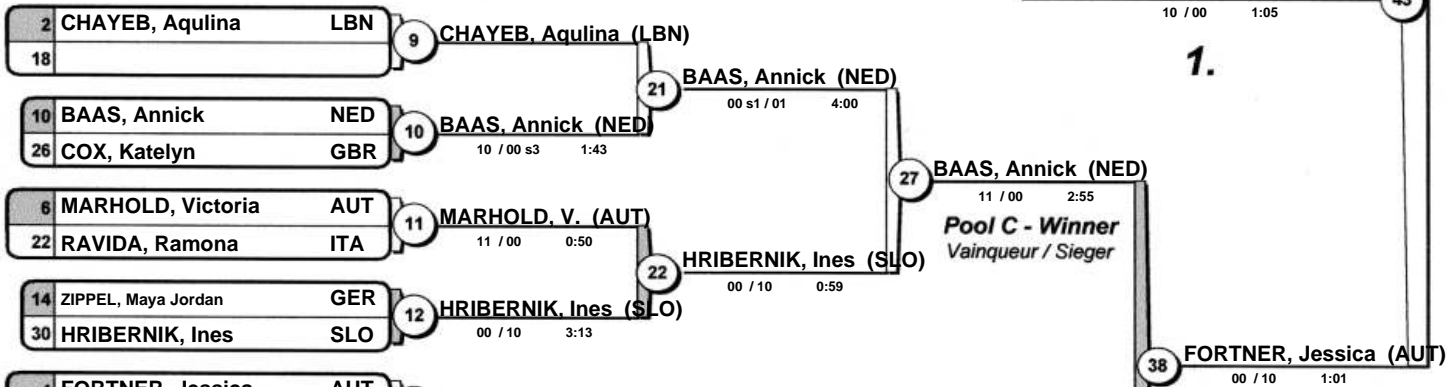 10 / 00 1:05
43
1.
2 CHAYEB, Aqulina LBN
18
9
CHAYEB, Aqulina (LBN)
21
BAAS, Annick (NED)
00 s1 / 01 4:00
10 BAAS, Annick NED
26 COX, Katelyn GBR
10
BAAS, Annick (NED)
10 / 00 s3 1:43
27
BAAS, Annick (NED)
11 / 00 2:55
Pool C - Winner
Vainqueur / Sieger
6 MARHOLD, Victoria AUT
22 RAVIDA, Ramona ITA
11
MARHOLD, V. (AUT)
11 / 00 0:50
22
HRIBERNIK, Ines (SLO)
00 / 10 0:59
14 ZIPPEL, Maya Jordan GER
30 HRIBERNIK, Ines SLO
12
HRIBERNIK, Ines (SLO)
00 / 10 3:13
38
FORTNER, Jessica (AUT)
00 / 10 1:01
FORTNER, Jessica AUT